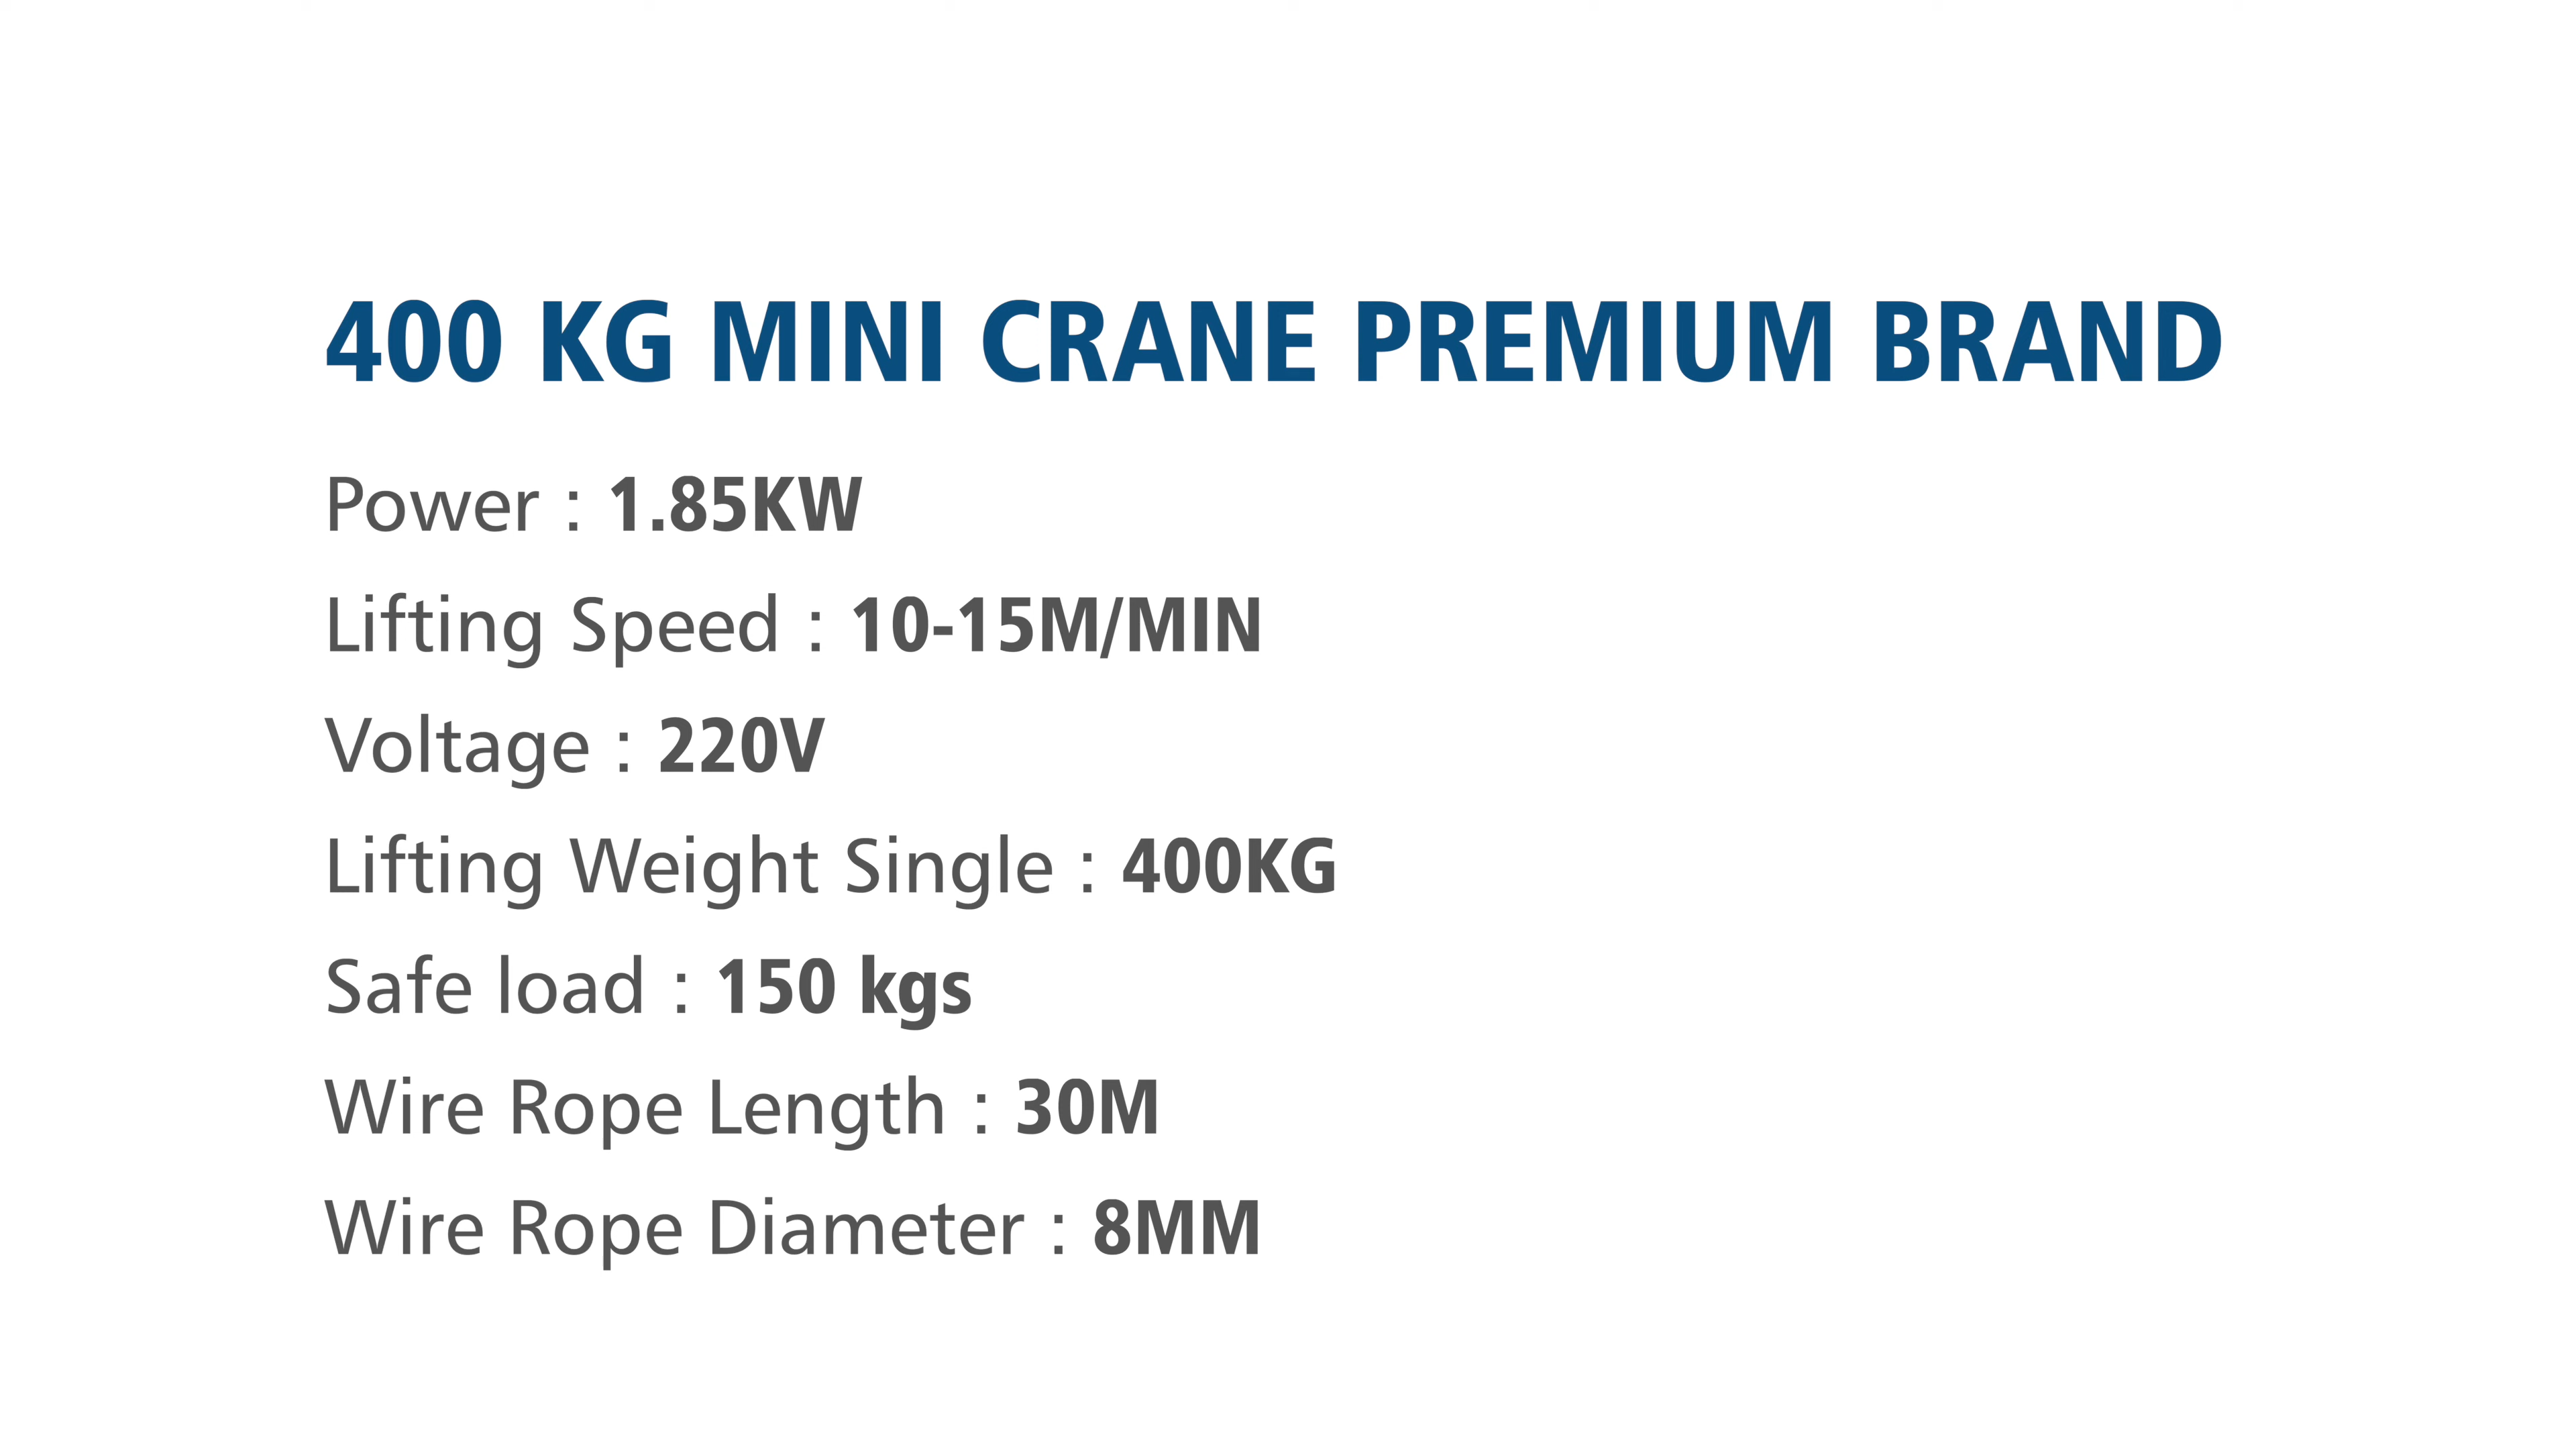 400 KG MINI CRANE PREMIUM BRAND
Power : 1.85KW
Lifting Speed : 10-15M/MIN
Voltage : 220V
Lifting Weight Single : 400KG
Safe load : 150 kgs
Wire Rope Length : 30M
Wire Rope Diameter : 8MM